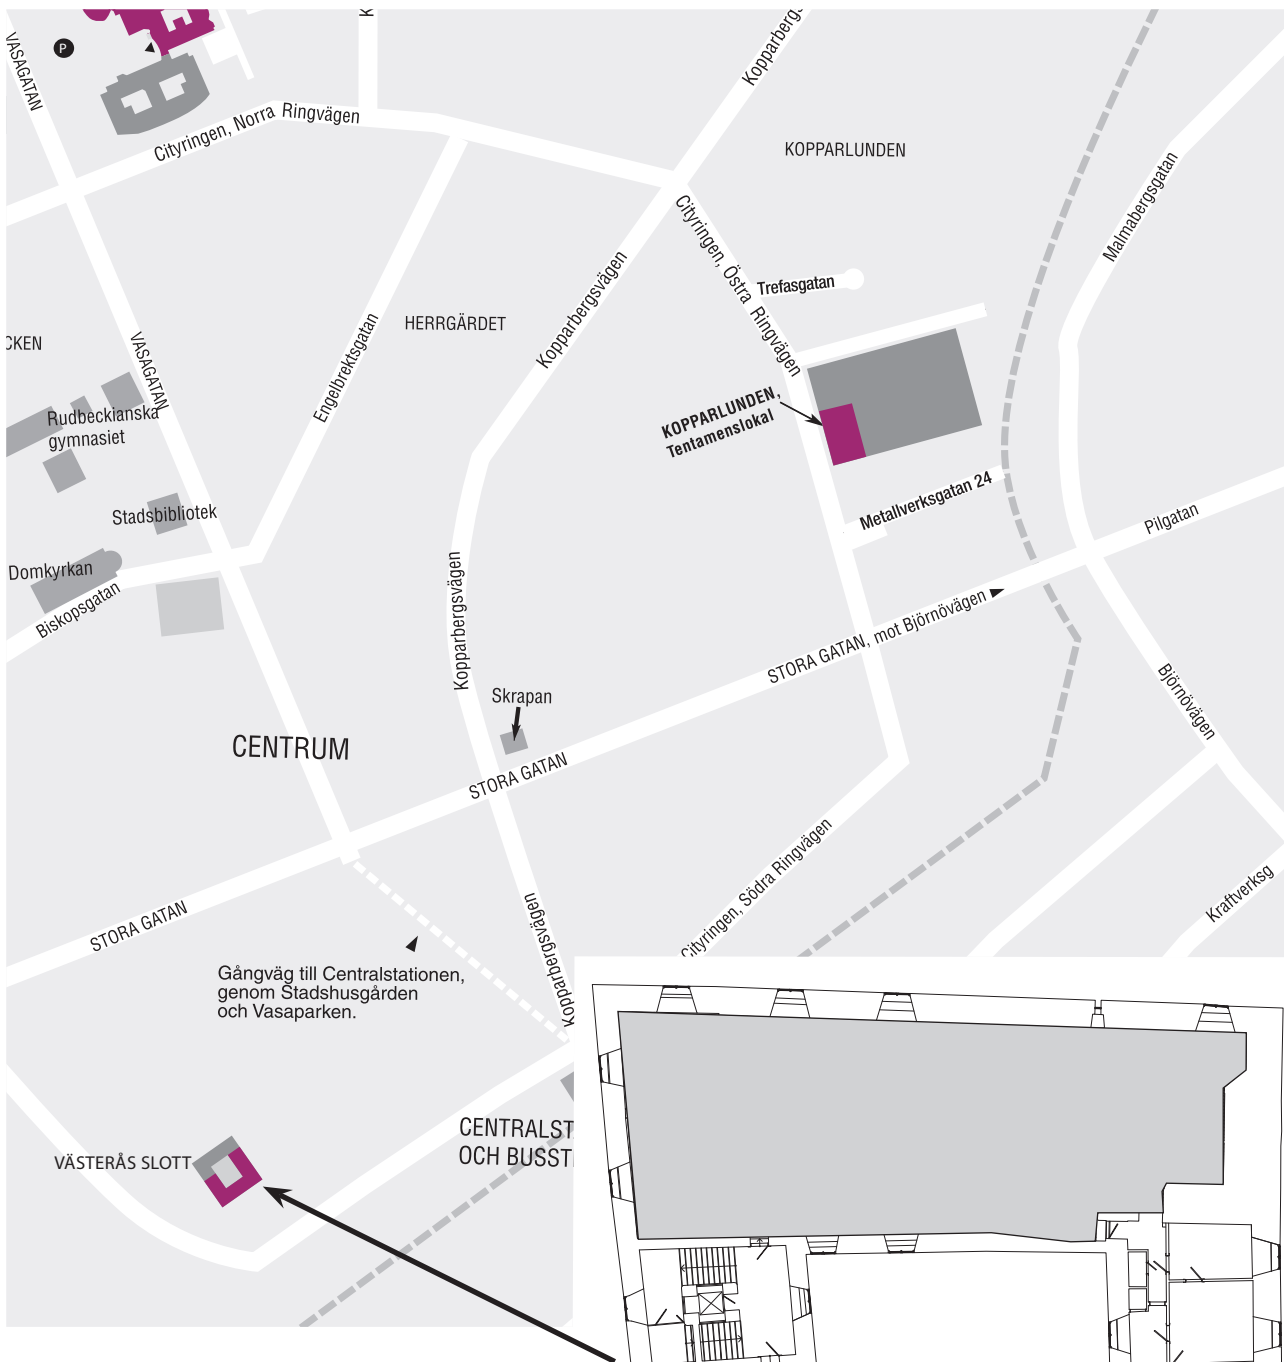 K
VASAGATAN
P
Cityringen, Norra Ringvägen
Kopparbergs
KOPPARLUNDEN
Malmabergsgatan
Cityringen, Östra Ringvägen
Trefasgatan
Kopparbergsvägen
HERRGÄRDET
Engelbrektsgatan
VASAGATAN
CKEN
Rudbeckianska
gymnasiet
KOPPARLUNDEN,
Tentamenslokal
Metallverksgatan 24
Stadsbibliotek
Pilgatan
Domkyrkan
Biskopsgatan
Kopparbergsvägen
STORA GATAN, mot Björnövägen
Björnövägen
Skrapan
CENTRUM
STORA GATAN
Cityringen, Södra Ringvägen
Kraftverksg
STORA GATAN
Kopparbergsvägen
Gångväg till Centralstationen,
genom Stadshusgården
och Vasaparken.
CENTRALST
OCH BUSST
VÄSTERÅS SLOTT